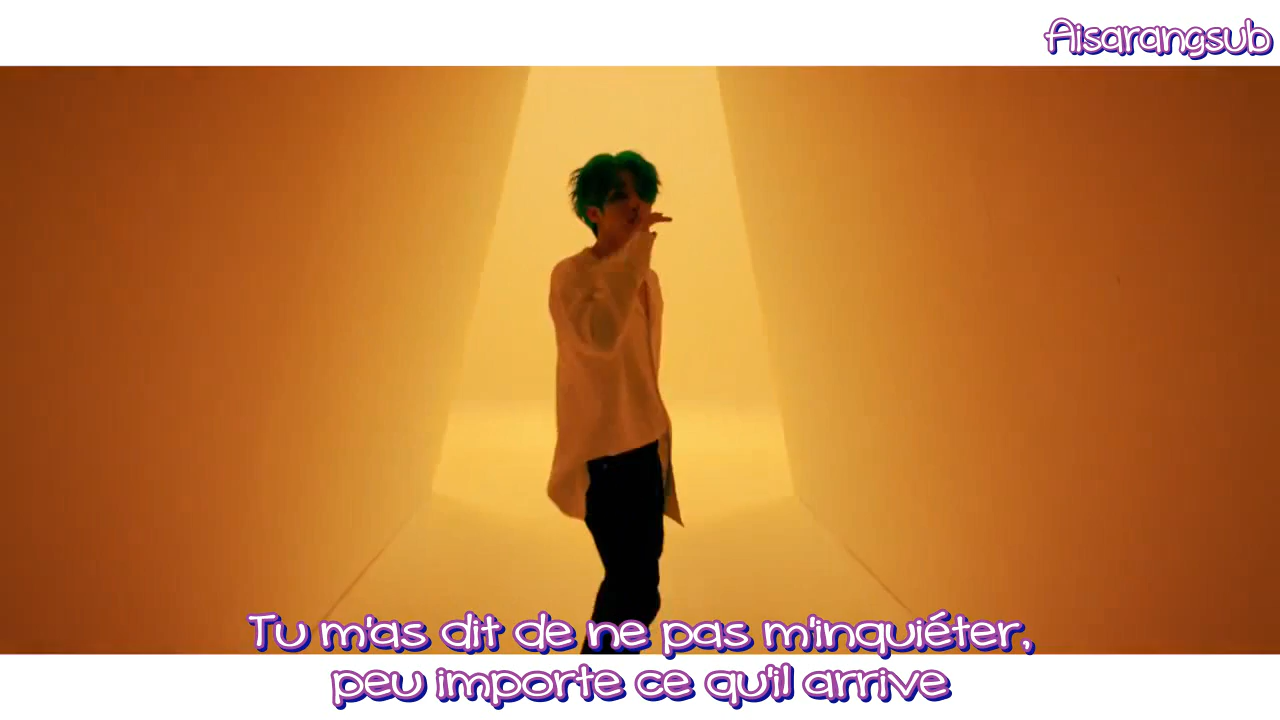 Aisarangsub
Tu m'as dit de ne pas m'inquiéter,
peu importe ce qu'il arrive